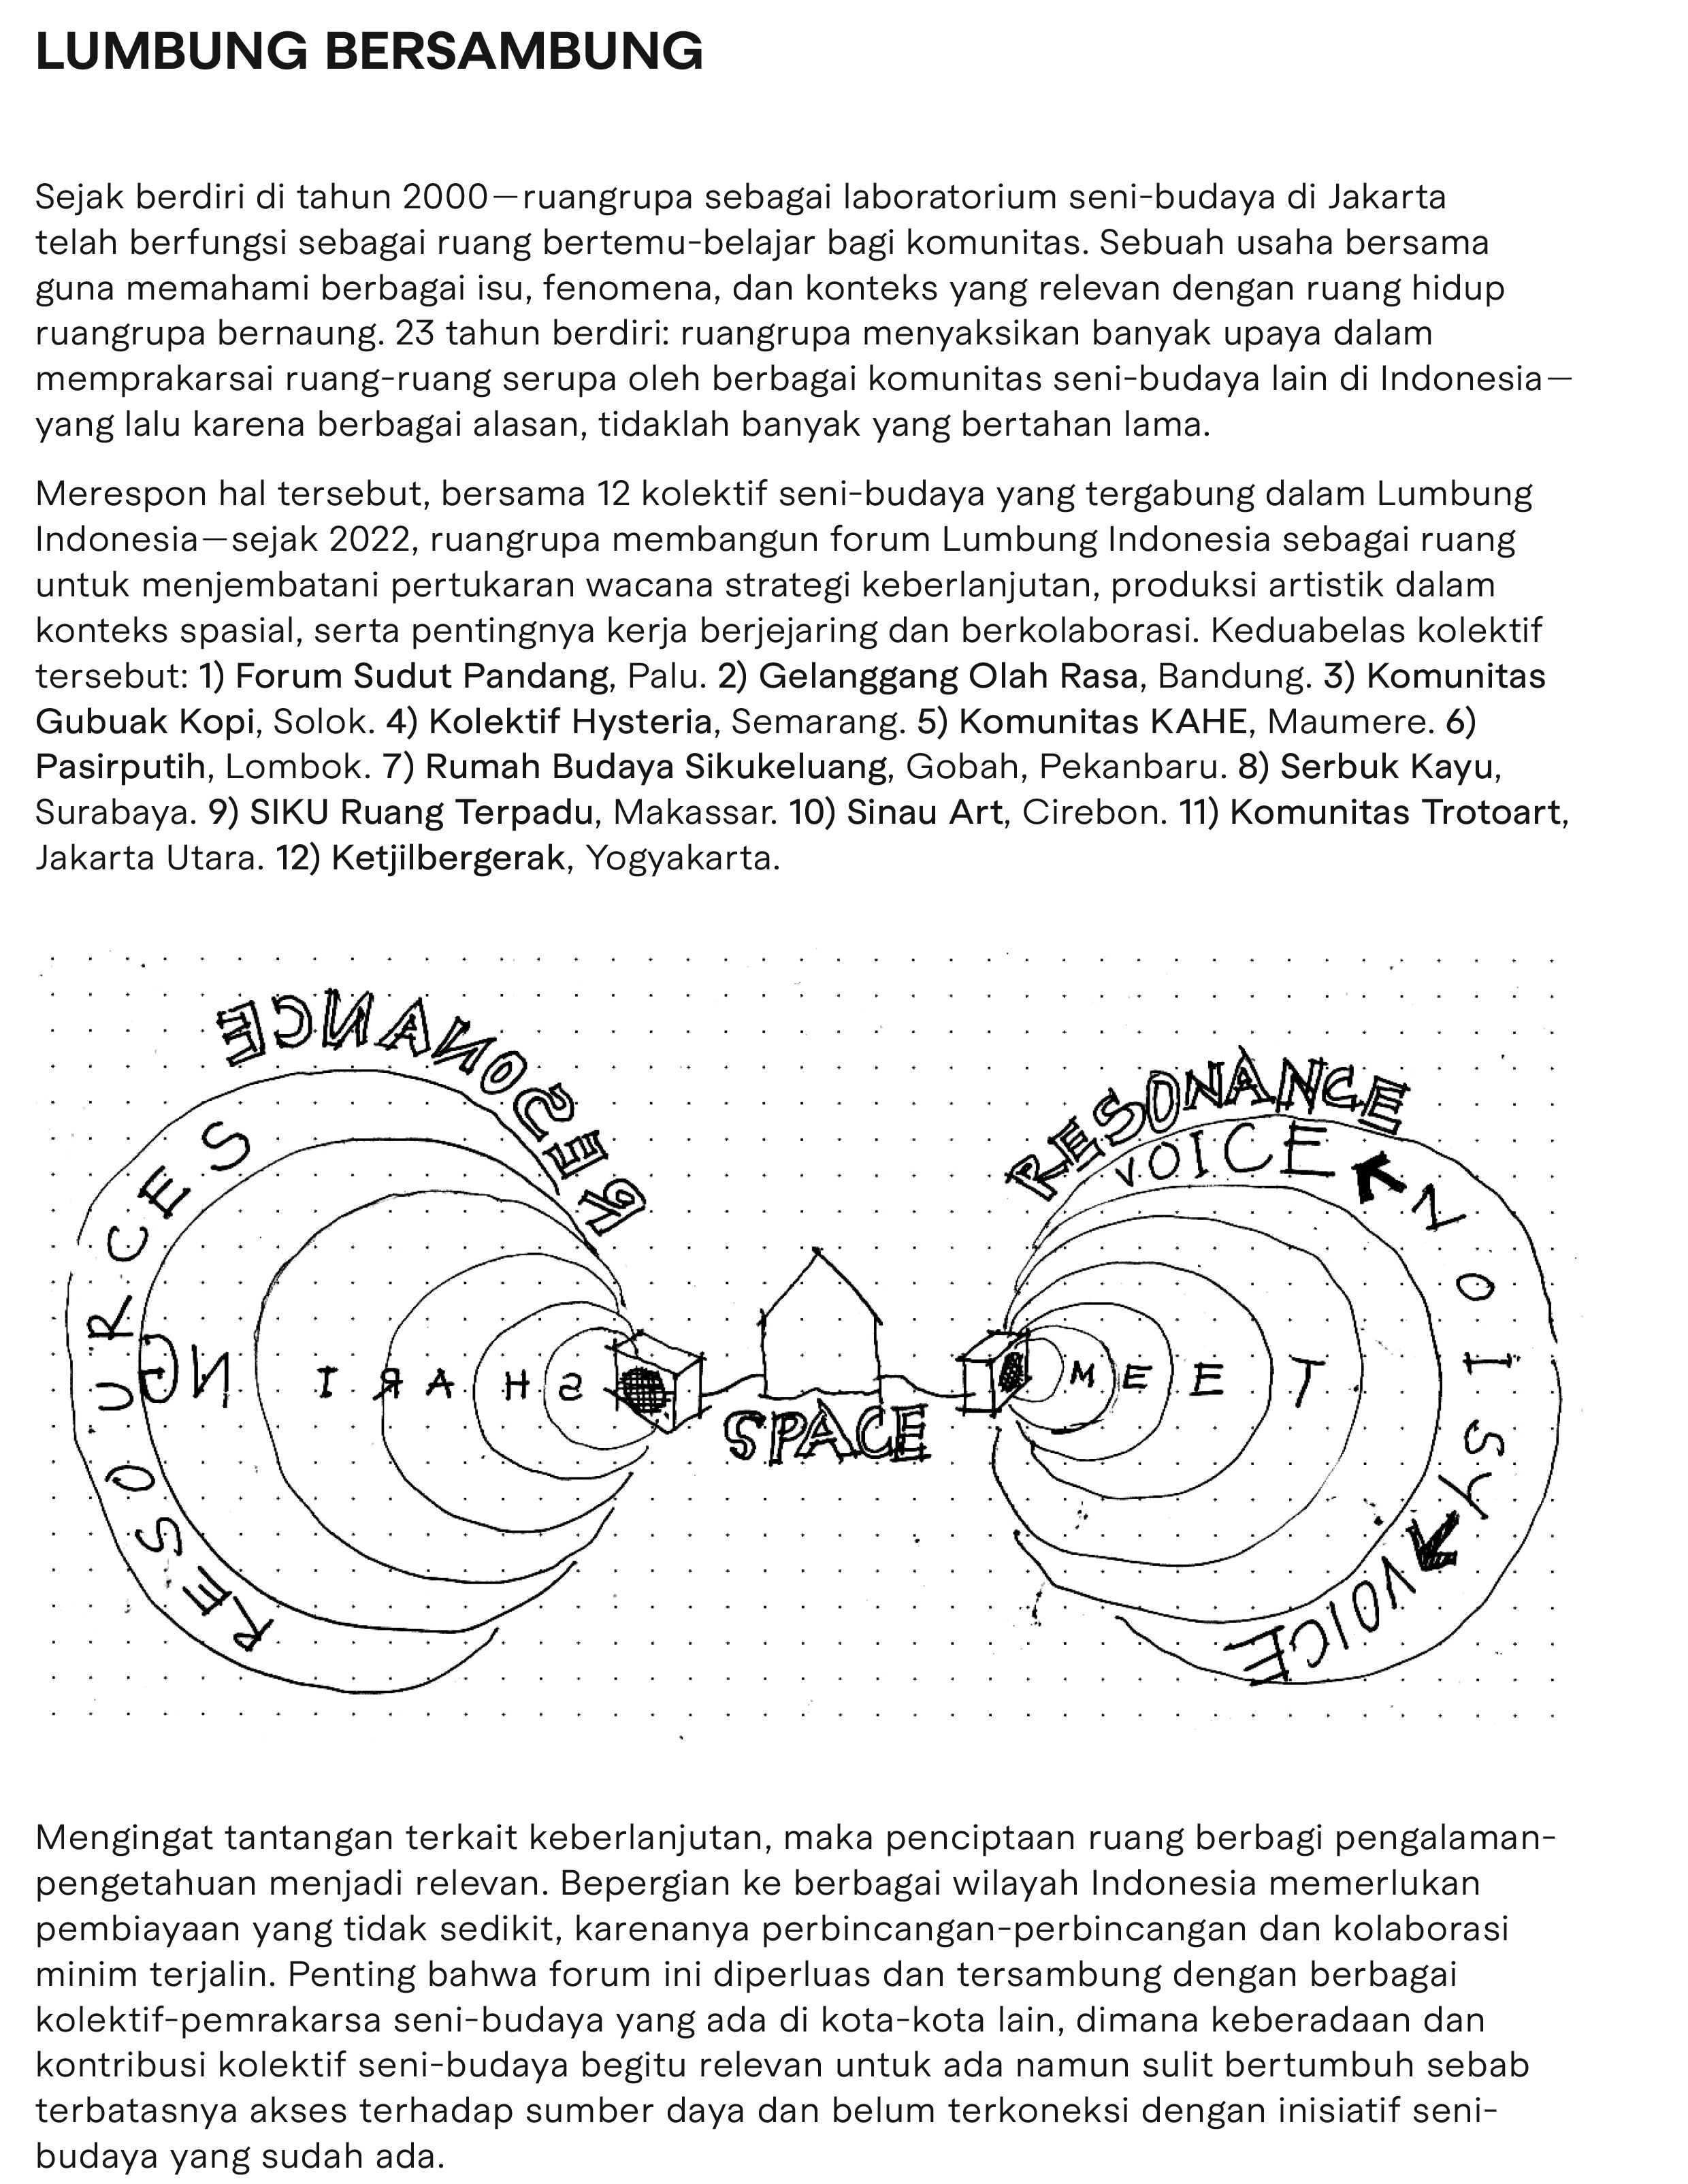 LUMBUNG BERSAMBUNG
Sejak berdiri di tahun 2000—ruangrupa sebagai laboratorium seni-budaya di Jakarta
telah berfungsi sebagai ruang bertemu-belajar bagi komunitas. Sebuah usaha bersama
guna memahami berbagai isu, fenomena, dan konteks yang relevan dengan ruang hidup
ruangrupa bernaung. 23 tahun berdiri: ruangrupa menyaksikan banyak upaya dalam
memprakarsai ruang-ruang serupa oleh berbagai komunitas seni-budaya lain di Indonesia—
yang lalu karena berbagai alasan, tidaklah banyak yang bertahan lama.
Merespon hal tersebut, bersama 12 kolektif seni-budaya yang tergabung dalam Lumbung
Indonesia—sejak 2022, ruangrupa membangun forum Lumbung Indonesia sebagai ruang
untuk menjembatani pertukaran wacana strategi keberlanjutan, produksi artistik dalam
konteks spasial, serta pentingnya kerja berjejaring dan berkolaborasi. Keduabelas kolektif
tersebut: 1) Forum Sudut Pandang, Palu. 2) Gelanggang Olah Rasa, Bandung. 3) Komunitas
Gubuak Kopi, Solok. 4) Kolektif Hysteria, Semarang. 5) Komunitas KAHE, Maumere. 6)
Pasirputih, Lombok. 7) Rumah Budaya Sikukeluang, Gobah, Pekanbaru. 8) Serbuk Kayu,
Surabaya. 9) SIKU Ruang Terpadu, Makassar. 10) Sinau Art, Cirebon. 11) Komunitas Trotoart,
Jakarta Utara. 12) Ketjilbergerak, Yogyakarta.
RESONANCE
RESOURCES
SHARING
SPACE
RESONANCE
VOICE
NOISY
MEET
VOICE
Mengingat tantangan terkait keberlanjutan, maka penciptaan ruang berbagi pengalaman-
pengetahuan menjadi relevan. Bepergian ke berbagai wilayah Indonesia memerlukan
pembiayaan yang tidak sedikit, karenanya perbincangan-perbincangan dan kolaborasi
minim terjalin. Penting bahwa forum ini diperluas dan tersambung dengan berbagai
kolektif-pemrakarsa seni-budaya yang ada di kota-kota lain, dimana keberadaan dan
kontribusi kolektif seni-budaya begitu relevan untuk ada namun sulit bertumbuh sebab
terbatasnya akses terhadap sumber daya dan belum terkoneksi dengan inisiatif seni-
budaya yang sudah ada.